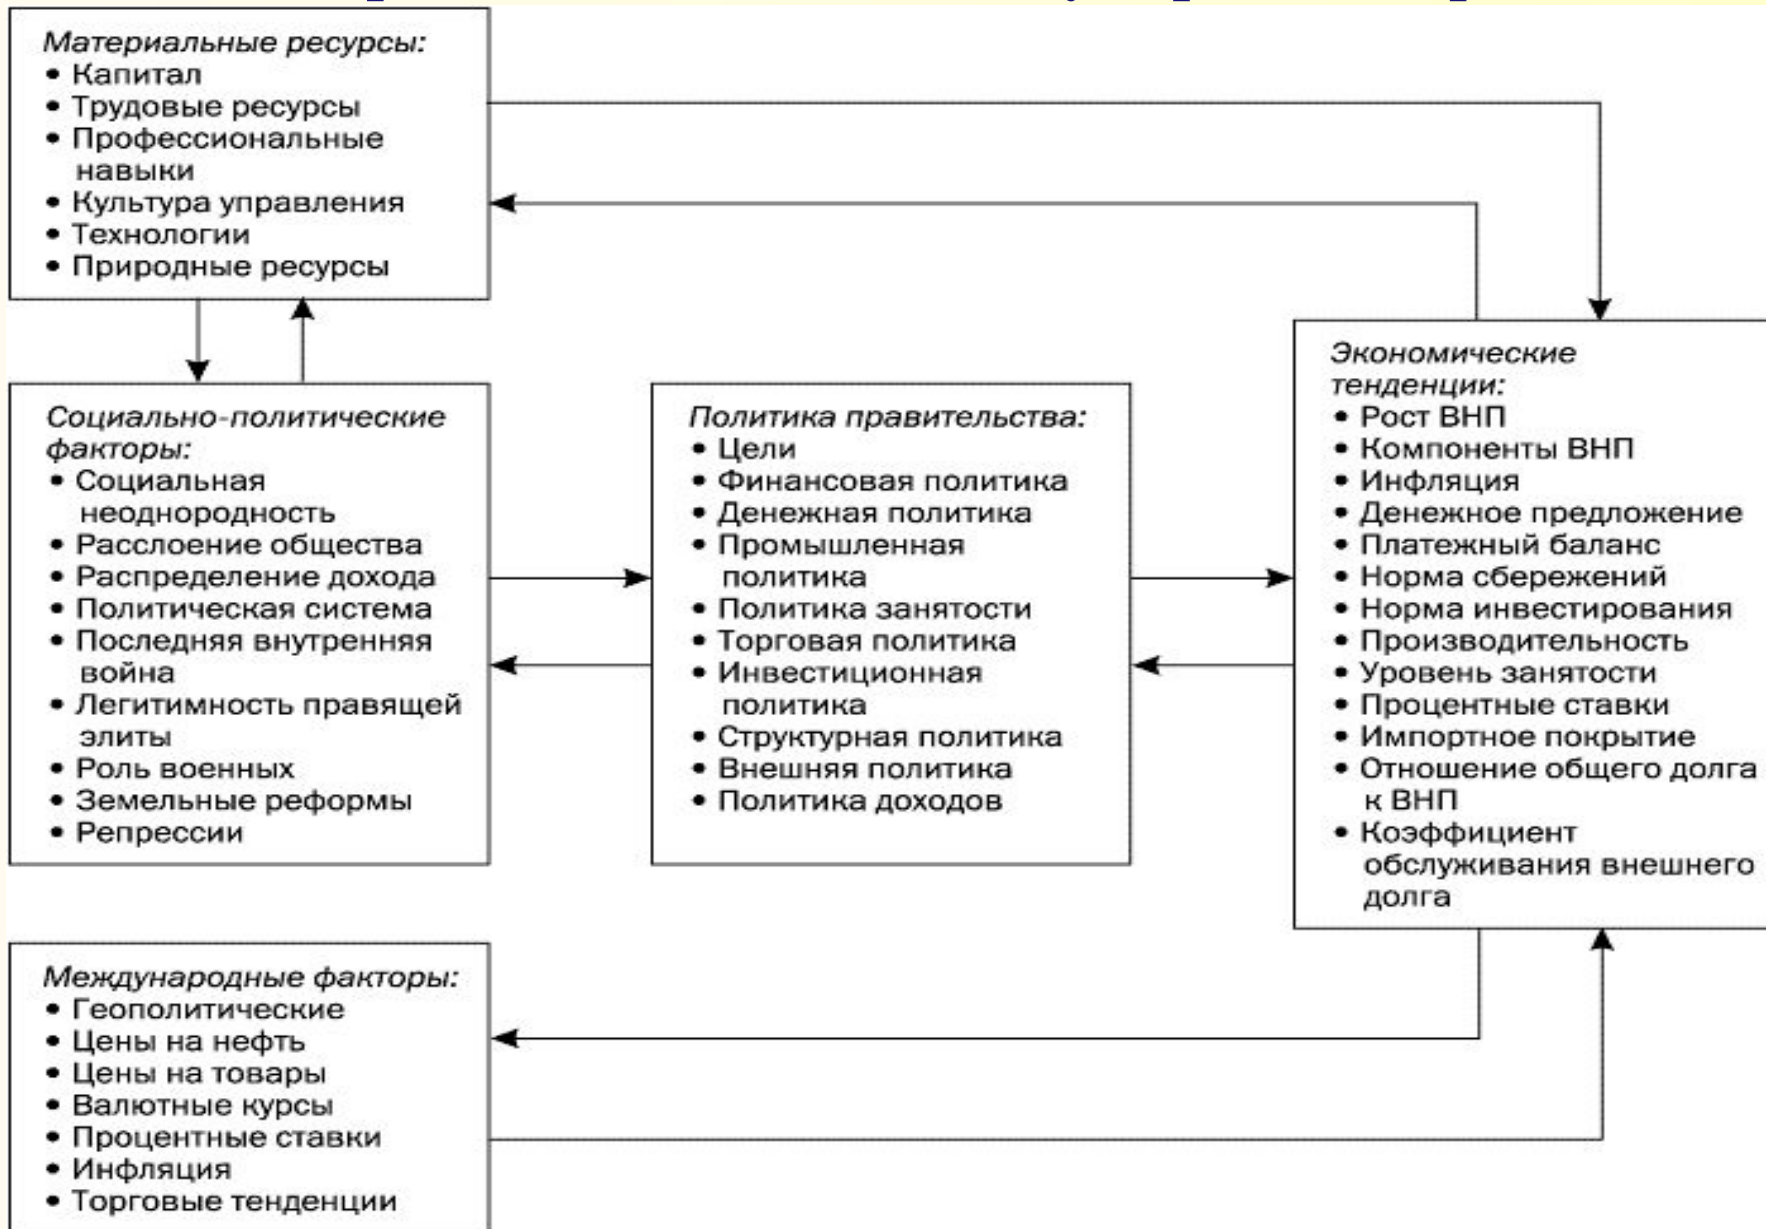 Материальные ресурсы:
• Капитал
• Трудовые ресурсы
• Профессиональные
навыки
• Культура управления
• Технологии
• Природные ресурсы
Социально-политические
факторы:
• Социальная
неоднородность
• Расслоение общества
• Распределение дохода
• Политическая система
• Последняя внутренняя
война
• Легитимность правящей
элиты
• Роль военных
• Земельные реформы
• Репрессии
Политика правительства:
• Цели
• Финансовая политика
• Денежная политика
• Промышленная
политика
• Политика занятости
• Торговая политика
• Инвестиционная
политика
• Структурная политика
• Внешняя политика
• Политика доходов
Экономические
тенденции:
• Рост ВНП
• Компоненты ВНП
• Инфляция
• Денежное предложение
• Платежный баланс
• Норма сбережений
• Норма инвестирования
• Производительность
• Уровень занятости
• Процентные ставки
• Импортное покрытие
• Отношение общего долга
к ВНП
• Коэффициент
обслуживания внешнего
долга
Международные факторы:
• Геополитические
• Цены на нефть
• Цены на товары
• Валютные курсы
• Процентные ставки
• Инфляция
• Торговые тенденции